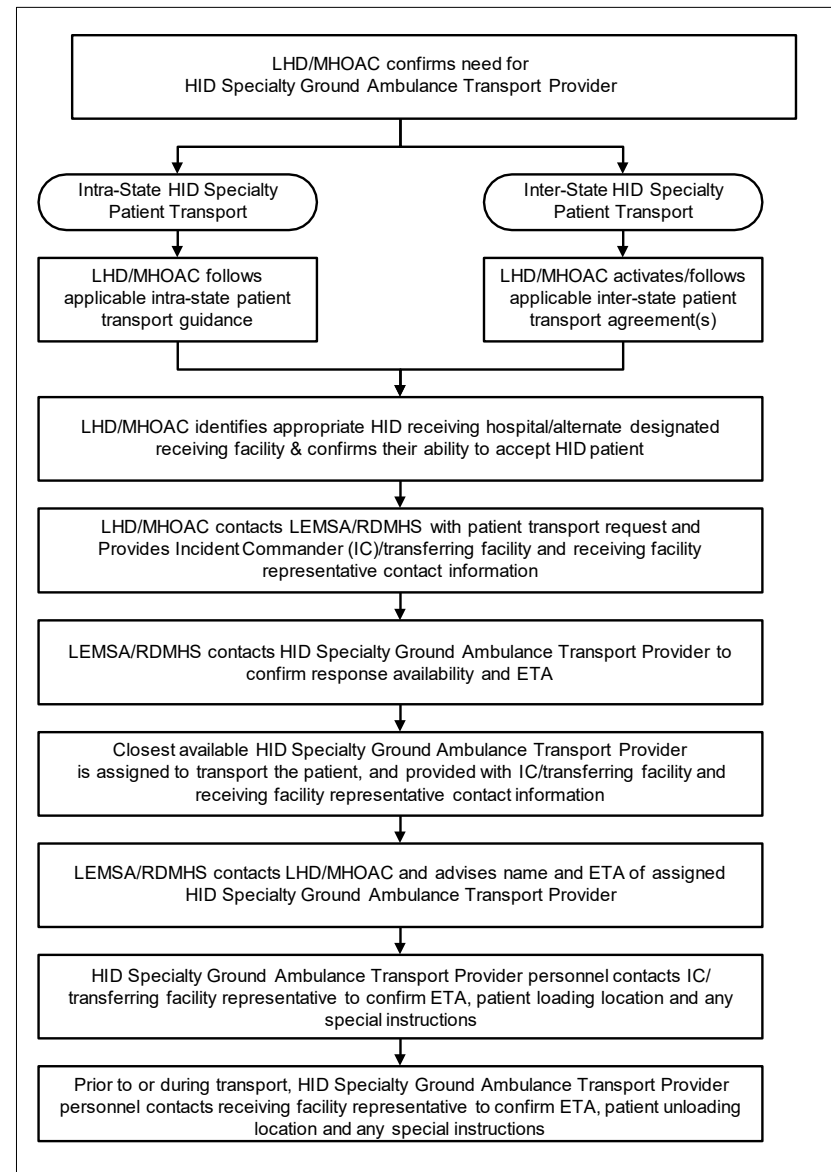 LHD/MHOAC confirms need for
HID Specialty Ground Ambulance Transport Provider
Intra-State HID Specialty
Patient Transport
Inter-State HID Specialty
Patient Transport
LHD/MHOAC follows
applicable intra-state patient
transport guidance
LHD/MHOAC activates/follows
applicable inter-state patient
transport agreement(s)
LHD/MHOAC identifies appropriate HID receiving hospital/alternate designated
receiving facility & confirms their ability to accept HID patient
LHD/MHOAC contacts LEMSA/RDMHS with patient transport request and
Provides Incident Commander (IC)/transferring facility and receiving facility
representative contact information
LEMSA/RDMHS contacts HID Specialty Ground Ambulance Transport Provider to
confirm response availability and ETA
Closest available HID Specialty Ground Ambulance Transport Provider
is assigned to transport the patient, and provided with IC/transferring facility and
receiving facility representative contact information
LEMSA/RDMHS contacts LHD/MHOAC and advises name and ETA of assigned
HID Specialty Ground Ambulance Transport Provider
HID Specialty Ground Ambulance Transport Provider personnel contacts IC/
transferring facility representative to confirm ETA, patient loading location and any
special instructions
Prior to or during transport, HID Specialty Ground Ambulance Transport Provider
personnel contacts receiving facility representative to confirm ETA, patient unloading
location and any special instructions